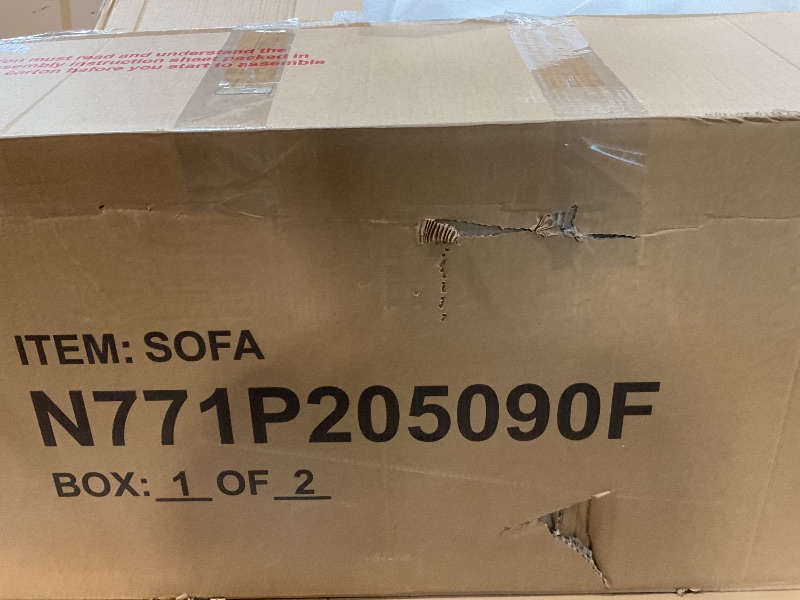 You must read and understand the
assembly instruction sheet packed in
carton before you start to assemble
ITEM: SOFA
N771P205090F
BOX: 1 OF 2